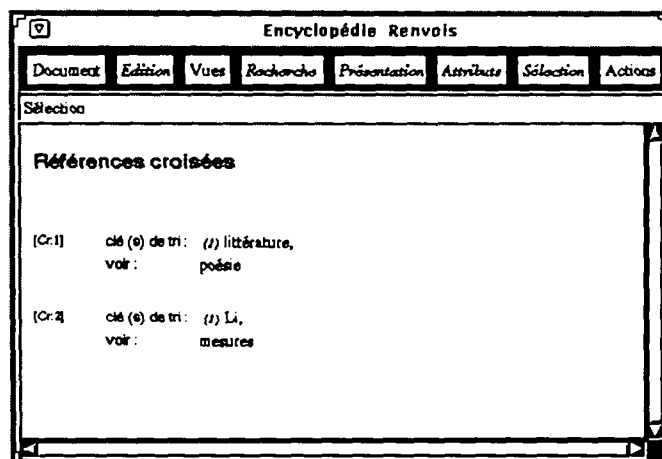 Encyclopédie Renvois
Document Edition Vues Recherche Présentation Attributs Sélection Actions
Sélection
Références croisées
[Cr:1] clé (s) de tri : (1) littérature,
voir : poésie
[Cr:2] clé (s) de tri : (1) Li,
voir : mesures